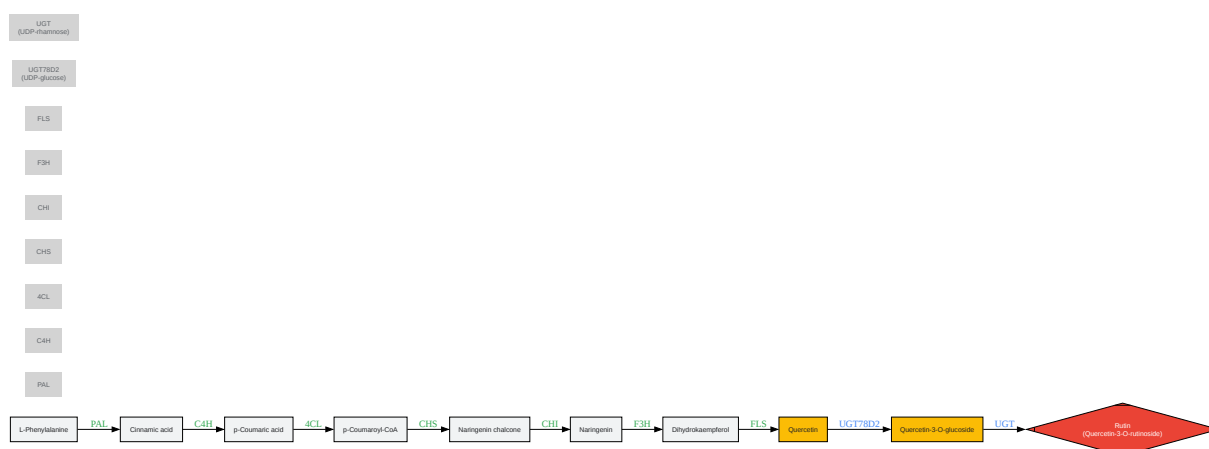 UGT
(UDP-rhamnose)
UGT78D2
(UDP-glucose)
FLS
F3H
CHI
CHS
4CL
C4H
PAL
L-Phenylalanine
PAL
Cinnamic acid
C4H
p-Coumaric acid
4CL
p-Coumaroyl-CoA
CHS
Naringenin chalcone
CHI
Naringenin
F3H
Dihydrokaempferol
FLS
Quercetin
UGT78D2
Quercetin-3-O-glucoside
UGT
Rutin
(Quercetin-3-O-rutinoside)